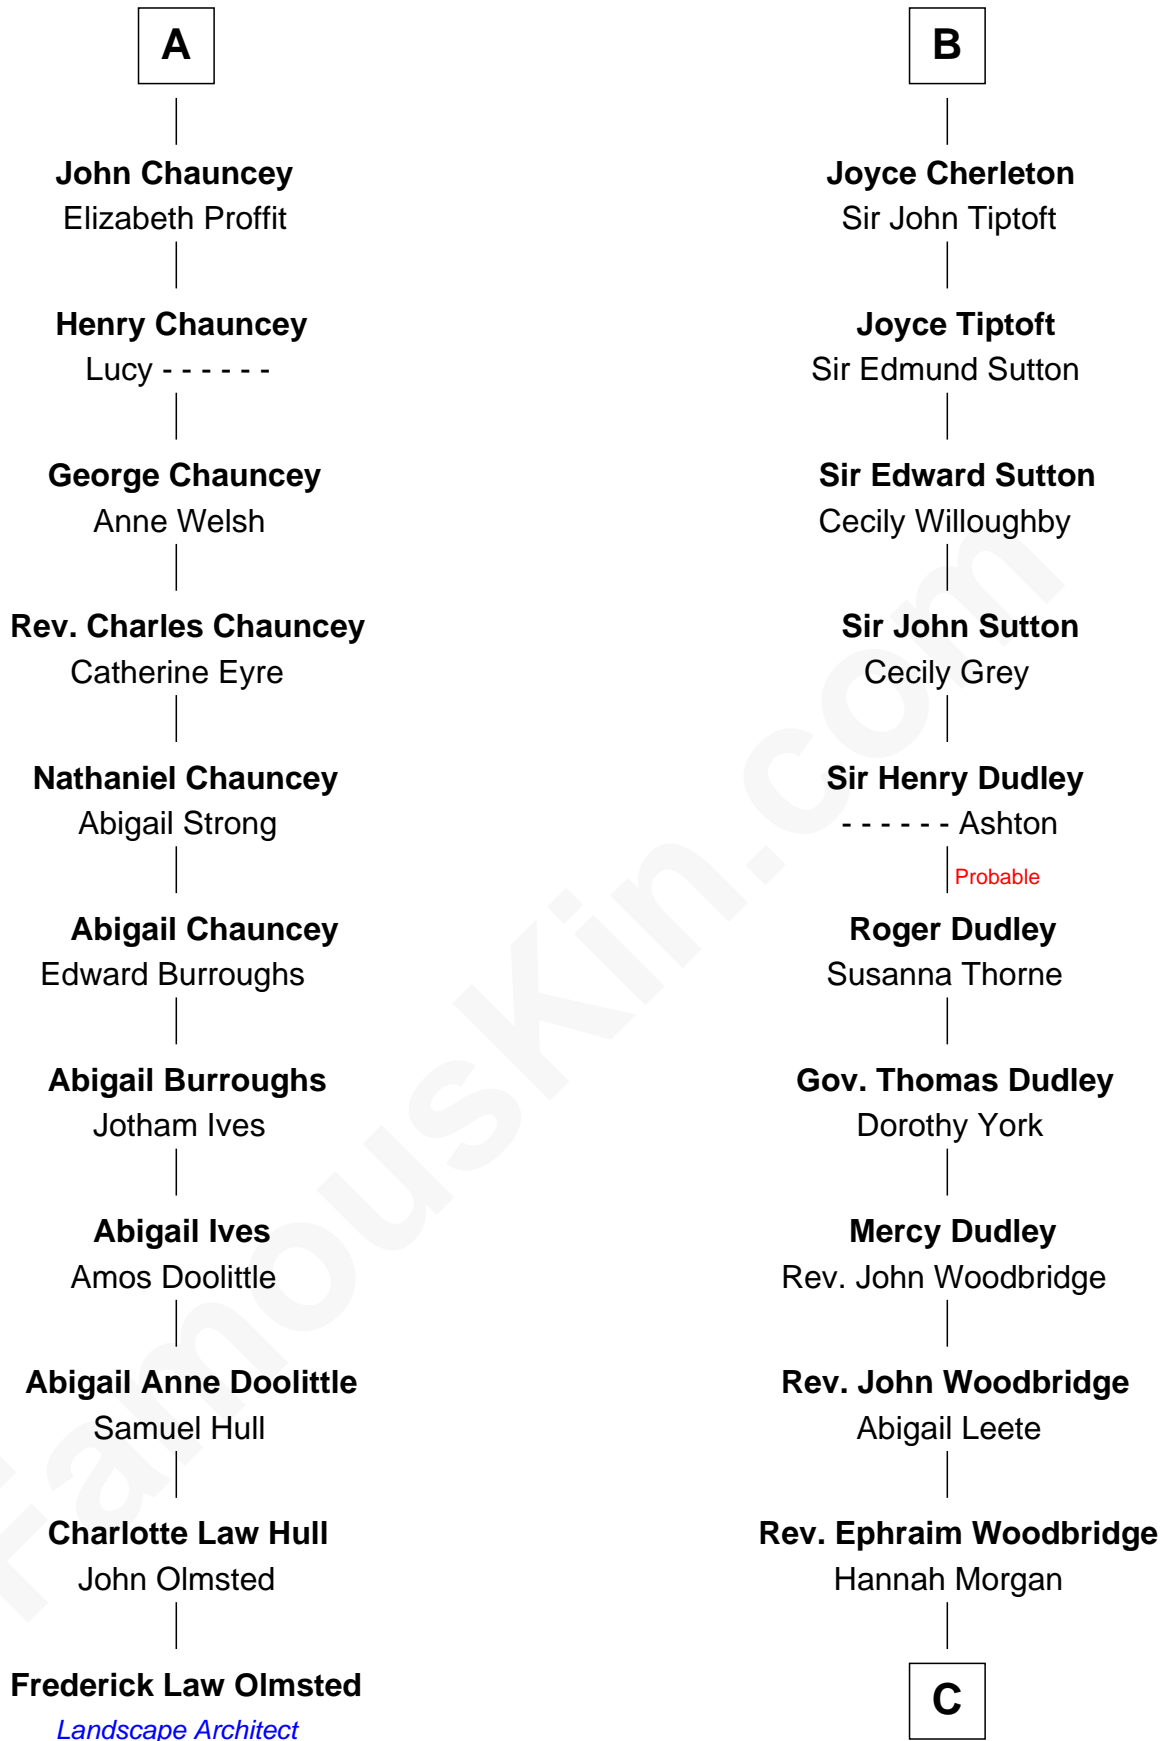 A
John Chauncey
Elizabeth Proffit
Henry Chauncey
Lucy - - - - - -
George Chauncey
Anne Welsh
Rev. Charles Chauncey
Catherine Eyre
Nathaniel Chauncey
Abigail Strong
Abigail Chauncey
Edward Burroughs
Abigail Burroughs
Jotham Ives
Abigail Ives
Amos Doolittle
Abigail Anne Doolittle
Samuel Hull
Charlotte Law Hull
John Olmsted
Frederick Law Olmsted
Landscape Architect
B
Joyce Cherleton
Sir John Tiptoft
Joyce Tiptoft
Sir Edmund Sutton
Sir Edward Sutton
Cecily Willoughby
Sir John Sutton
Cecily Grey
Sir Henry Dudley
- - - - - - Ashton
Probable
Roger Dudley
Susanna Thorne
Gov. Thomas Dudley
Dorothy York
Mercy Dudley
Rev. John Woodbridge
Rev. John Woodbridge
Abigail Leete
Rev. Ephraim Woodbridge
Hannah Morgan
C
FamousKin.com